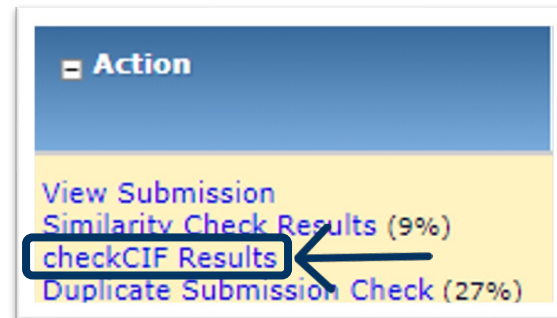 Action
View Submission
Similarity Check Results (9%)
checkCIF Results
Duplicate Submission Check (27%)